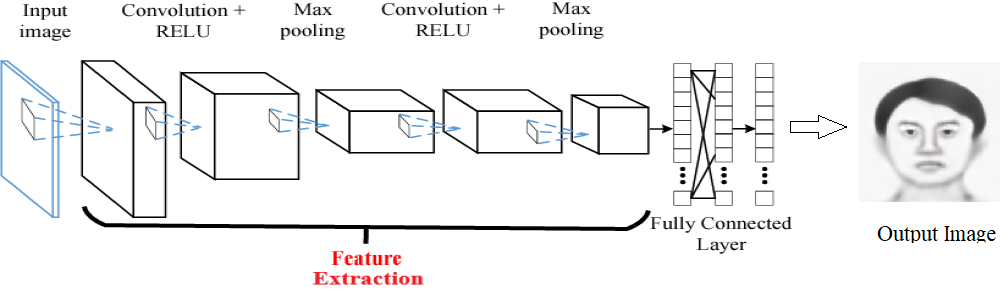 Input
image
Convolution +
RELU
Max
pooling
Convolution +
RELU
Max
pooling
Fully Connected
Layer
Output Image
Feature
Extraction